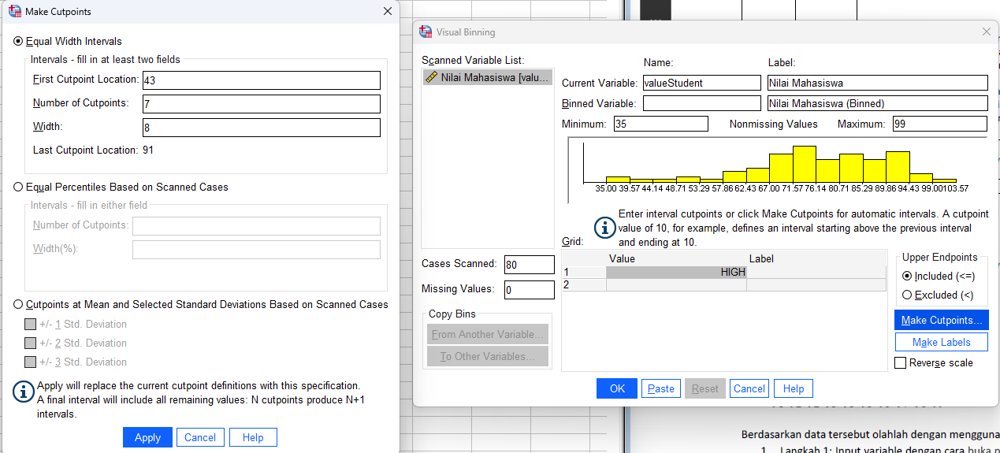 Make Cutpoints
Equal Width Intervals
Intervals - fill in at least two fields
First Cutpoint Location: 43
Number of Cutpoints: 7
Width: 8
Last Cutpoint Location: 91
Equal Percentiles Based on Scanned Cases
Intervals - fill in either field
Number of Cutpoints:
Width(%):
Cutpoints at Mean and Selected Standard Deviations Based on Scanned Cases
+/- 1 Std. Deviation
+/- 2 Std. Deviation
+/- 3 Std. Deviation
Apply will replace the current cutpoint definitions with this specification.
A final interval will include all remaining values: N cutpoints produce N+1
intervals.
Apply Cancel Help
Visual Binning
Scanned Variable List:
Nilai Mahasiswa [valu...
Name: Label:
Current Variable: valueStudent Nilai Mahasiswa
Binned Variable: Nilai Mahasiswa (Binned)
Minimum: 35 Nonmissing Values Maximum: 99
35.00 39.57 44.14 48.71 53.29 57.86 62.43 67.00 71.57 76.14 80.71 85.29 89.86 94.43 99.00 103.57
Enter interval cutpoints or click Make Cutpoints for automatic intervals. A cutpoint
value of 10, for example, defines an interval starting above the previous interval
and ending at 10.
Grid:
Value Label
1 HIGH
2
Cases Scanned: 80
Missing Values: 0
Copy Bins
From Another Variable...
To Other Variables...
Upper Endpoints
Included (<=)
Excluded (<)
Make Cutpoints...
Make Labels
Reverse scale
OK Paste Reset Cancel Help
Berdasarkan data tersebut olahlah dengan mengguna
1. Langkah 1: Input variable dengan cara buka